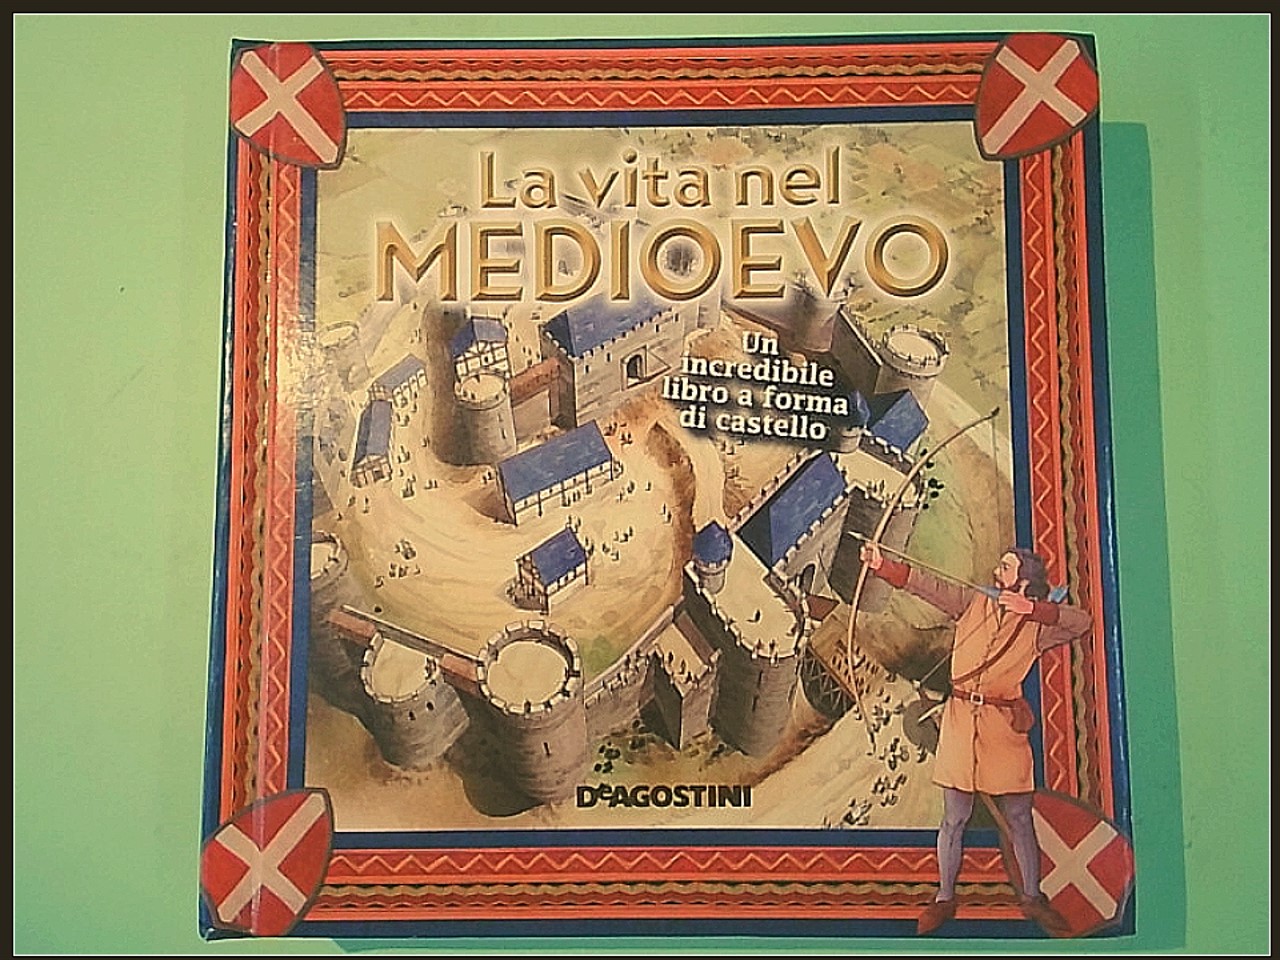 La vita nel
MEDIOEVO
Un
incredibile
libro a forma
di castello
DeAGOSTINI